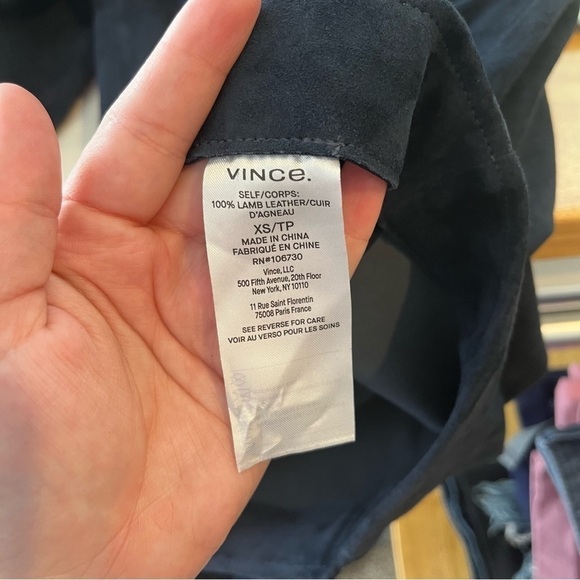 VINCE.
SELF/CORPS:
100% LAMB LEATHER/CUIR
D'AGNEAU
XS/TP
MADE IN CHINA
FABRIQUÉ EN CHINE
RN#106730
Vince, LLC
500 Fifth Avenue, 20th Floor
New York, NY 10110
11 Rue Saint Florentin
75008 Paris France
SEE REVERSE FOR CARE
VOIR AU VERSO POUR LES SOINS